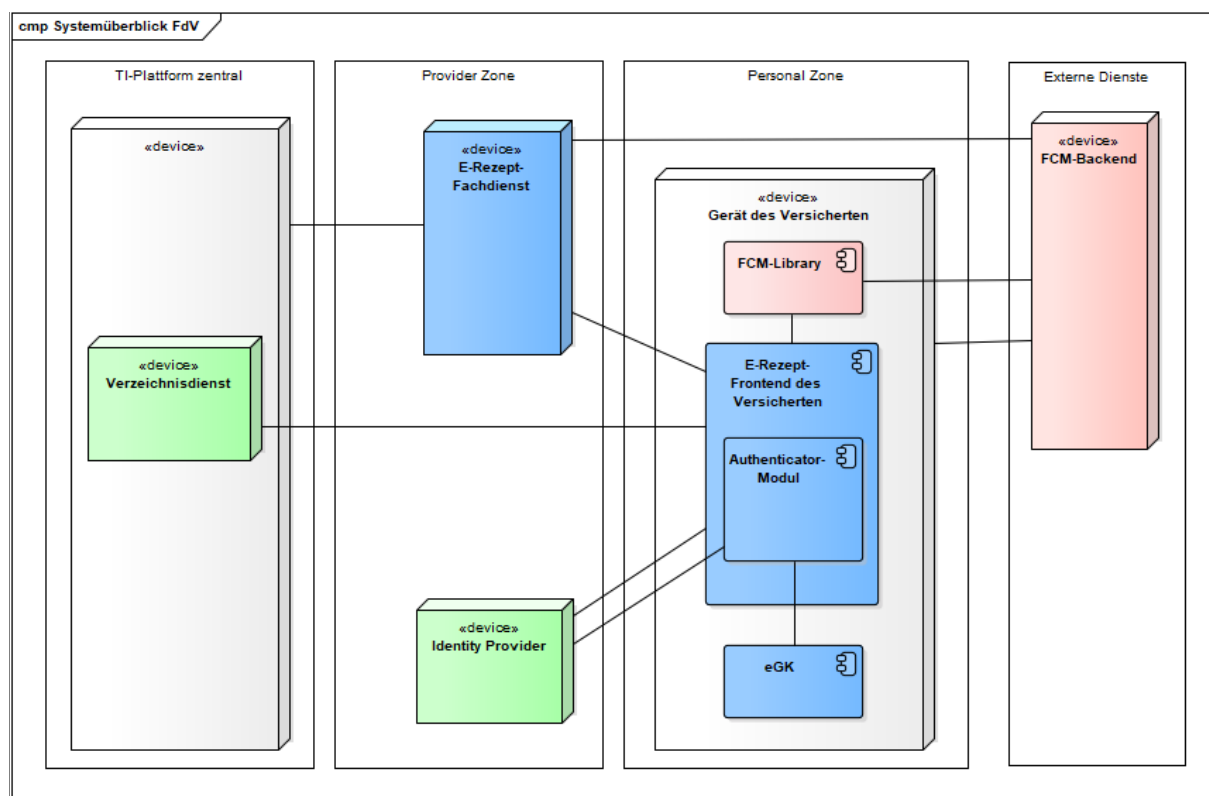 cmp Systemüberblick FdV
TI-Plattform zentral
«device»
«device»
Verzeichnisdienst
Provider Zone
«device»
E-Rezept-
Fachdienst
«device»
Identity Provider
Personal Zone
«device»
Gerät des Versicherten
FCM-Library
E-Rezept-
Frontend des
Versicherten
Authenticator-
Modul
eGK
Externe Dienste
«device»
FCM-Backend